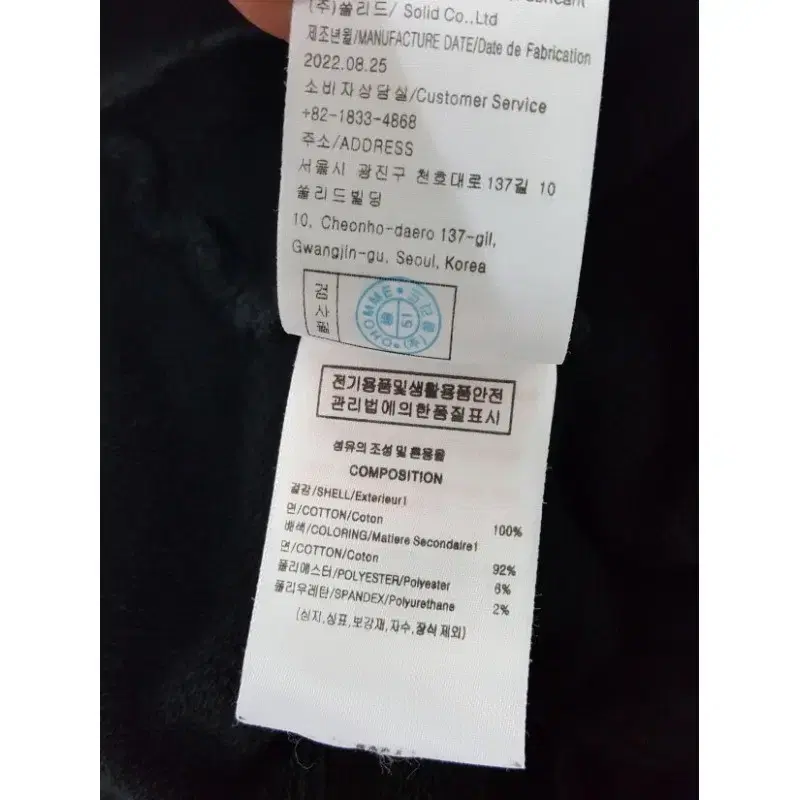 (주)쏠리드/ Solid Co.,Ltd
제조년월/MANUFACTURE DATE/Date de Fabrication
2022.08.25
소비자상담실/Customer Service
+82-1833-4868
주소/ADDRESS
서울시 광진구 천호대로137길 10
쏠리드빌딩
10, Cheonho-daero 137-gil,
Gwangjin-gu, Seoul, Korea
검사필
HOMME
51
전기용품및생활용품안전
관리법에의한품질표시
섬유의 조성 및 혼용율
COMPOSITION
겉감/SHELL/Exterieur1
면/COTTON/Coton 100%
배색/COLORING/Matiere Secondaire1
면/COTTON/Coton 92%
폴리에스터/POLYESTER/Polyester 6%
폴리우레탄/SPANDEX/Polyurethane 2%
(심지,상표,보강재,자수,장식 제외)